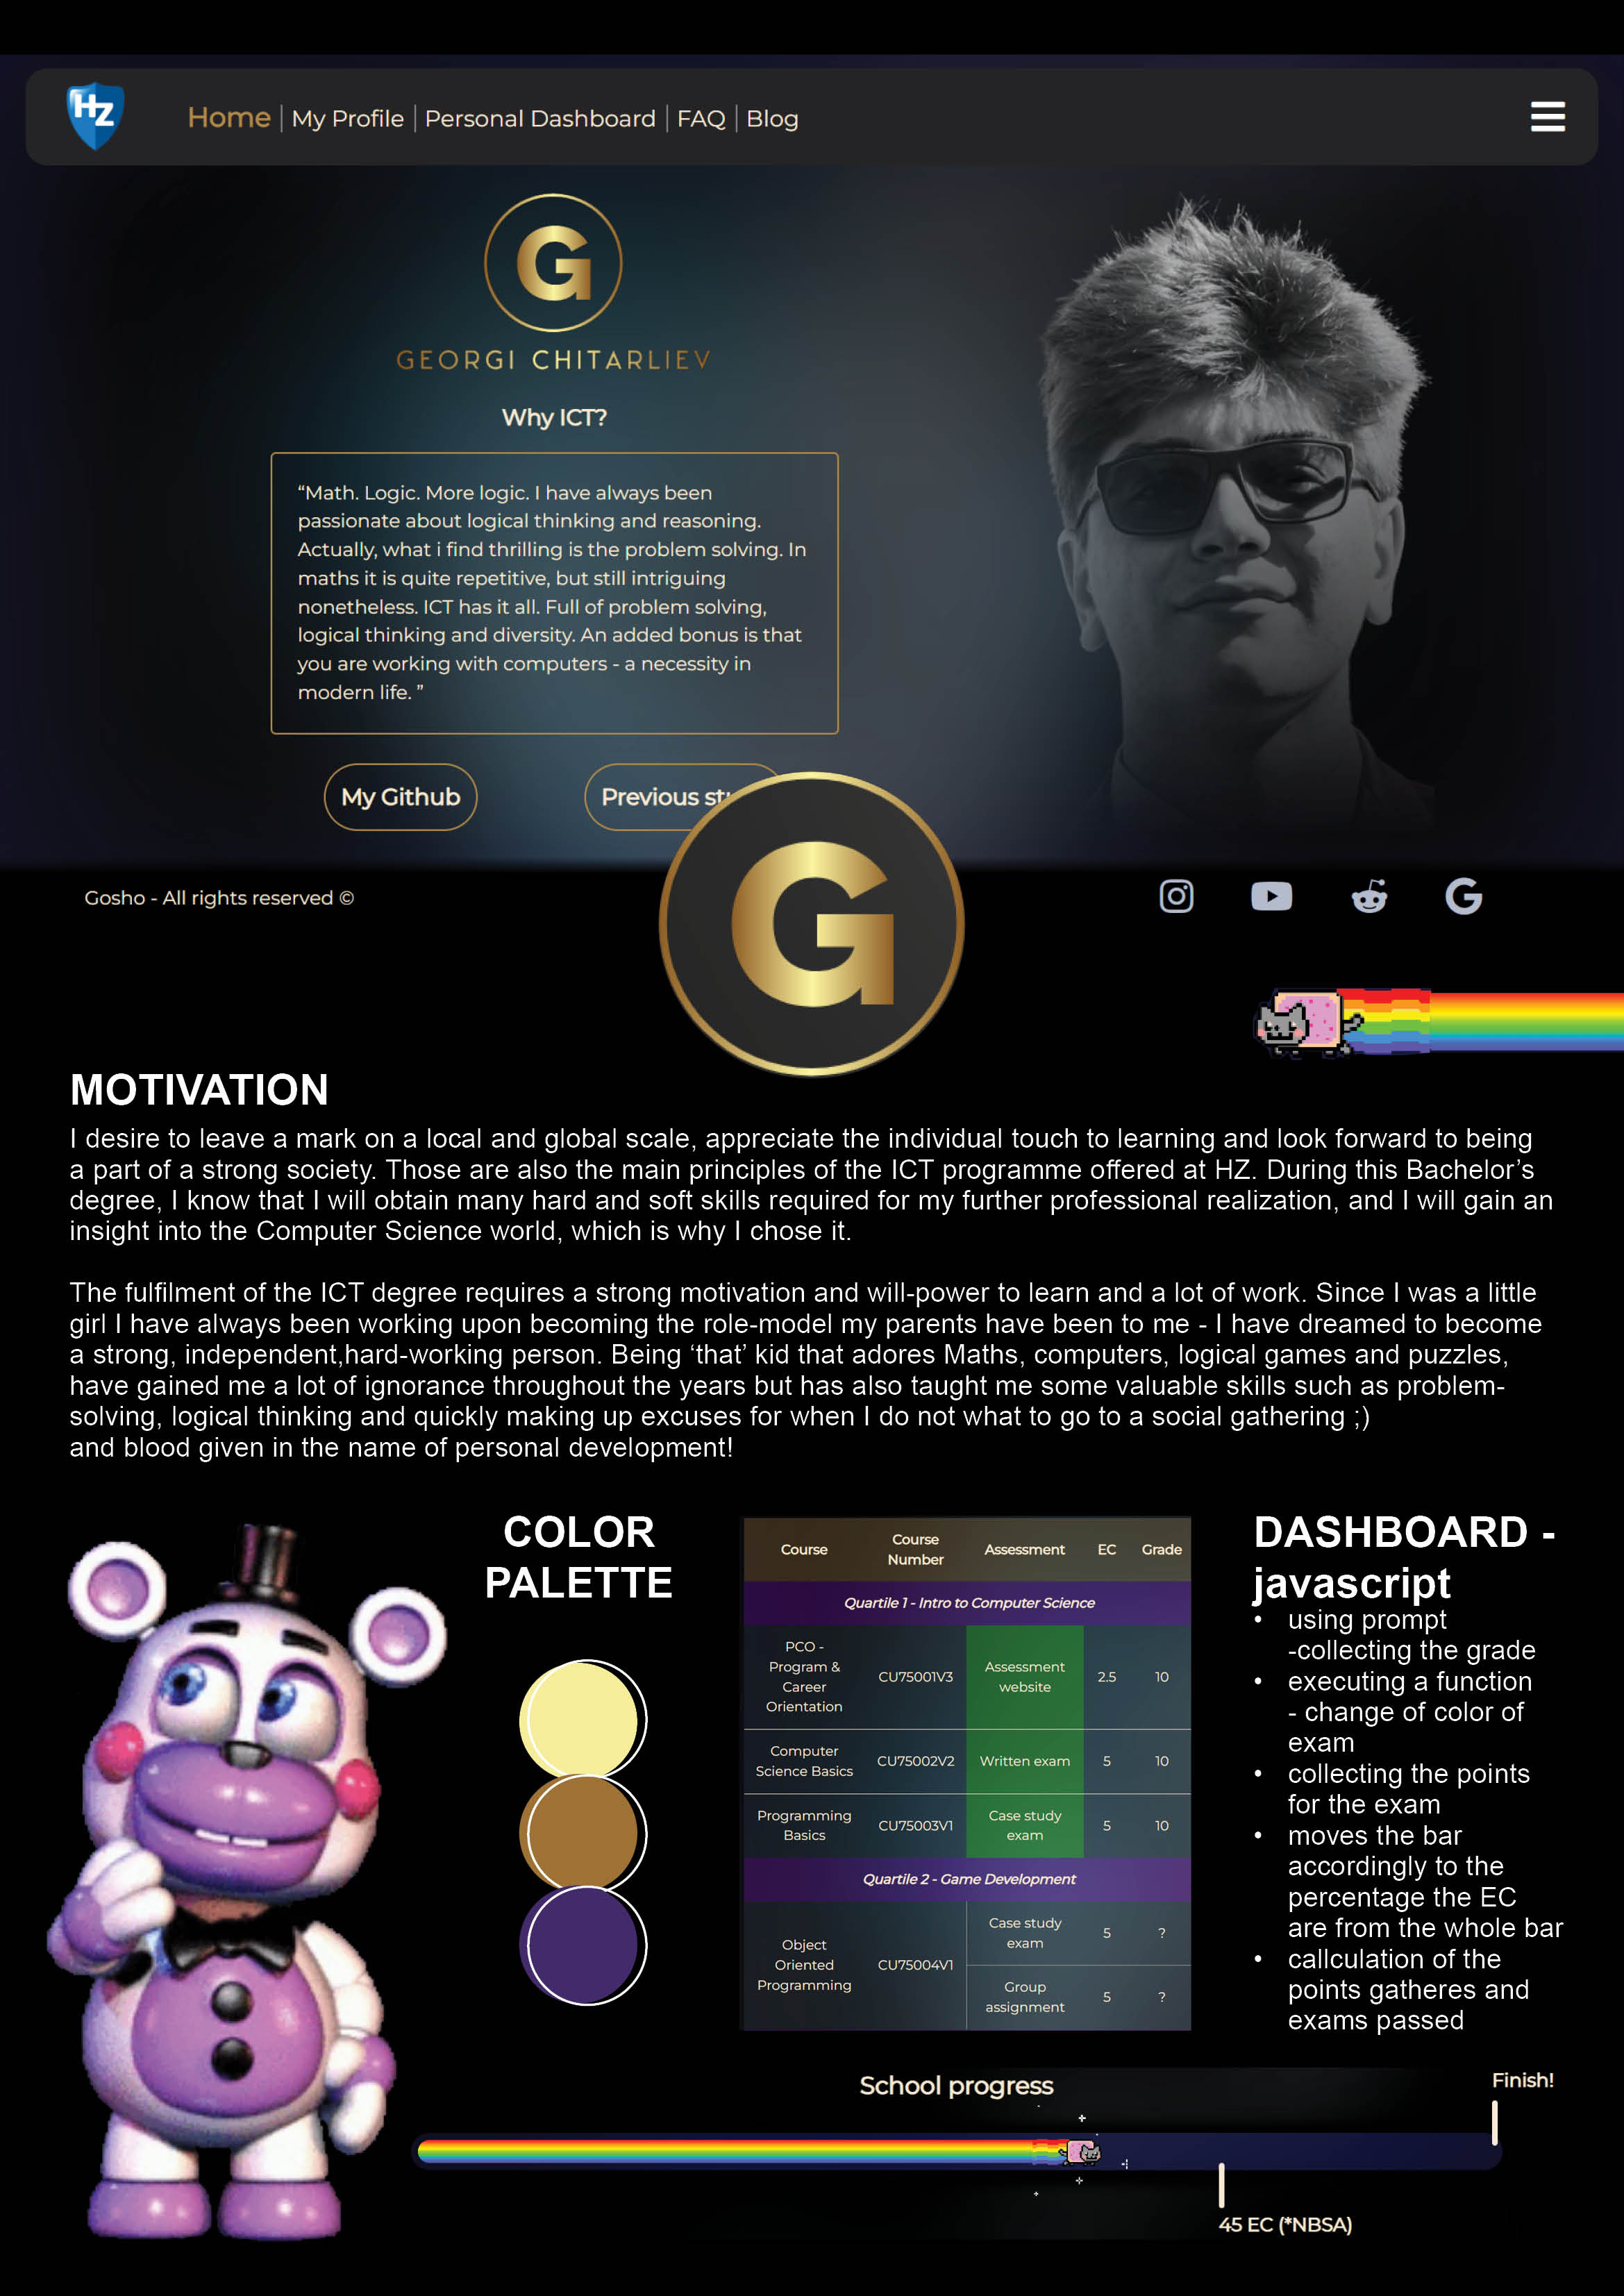 HZ
Home | My Profile | Personal Dashboard | FAQ | Blog
G
GEORGI CHITARLIEV
Why ICT?
“Math. Logic. More logic. I have always been
passionate about logical thinking and reasoning.
Actually, what i find thrilling is the problem solving. In
maths it is quite repetitive, but still intriguing
nonetheless. ICT has it all. Full of problem solving,
logical thinking and diversity. An added bonus is that
you are working with computers - a necessity in
modern life. ”
My Github
Previous
G
Gosho - All rights reserved ©
G
MOTIVATION
I desire to leave a mark on a local and global scale, appreciate the individual touch to learning and look forward to being
a part of a strong society. Those are also the main principles of the ICT programme offered at HZ. During this Bachelor’s
degree, I know that I will obtain many hard and soft skills required for my further professional realization, and I will gain an
insight into the Computer Science world, which is why I chose it.
The fulfilment of the ICT degree requires a strong motivation and will-power to learn and a lot of work. Since I was a little
girl I have always been working upon becoming the role-model my parents have been to me - I have dreamed to become
a strong, independent,hard-working person. Being ‘that’ kid that adores Maths, computers, logical games and puzzles,
have gained me a lot of ignorance throughout the years but has also taught me some valuable skills such as problem-
solving, logical thinking and quickly making up excuses for when I do not what to go to a social gathering ;)
and blood given in the name of personal development!
COLOR
PALETTE
Course
Course
Number
Assessment
EC
Grade
Quartile 1 - Intro to Computer Science
PCO -
Program &
Career
Orientation
CU75001V3
Assessment
website
2.5
10
Computer
Science Basics
CU75002V2
Written exam
5
10
Programming
Basics
CU75003V1
Case study
exam
5
10
Quartile 2 - Game Development
Object
Oriented
Programming
CU75004V1
Case study
exam
5
?
Group
assignment
5
?
DASHBOARD -
javascript
• using prompt
-collecting the grade
• executing a function
- change of color of
exam
• collecting the points
for the exam
• moves the bar
accordingly to the
percentage the EC
are from the whole bar
• callculation of the
points gatheres and
exams passed
School progress
Finish!
45 EC (*NBSA)